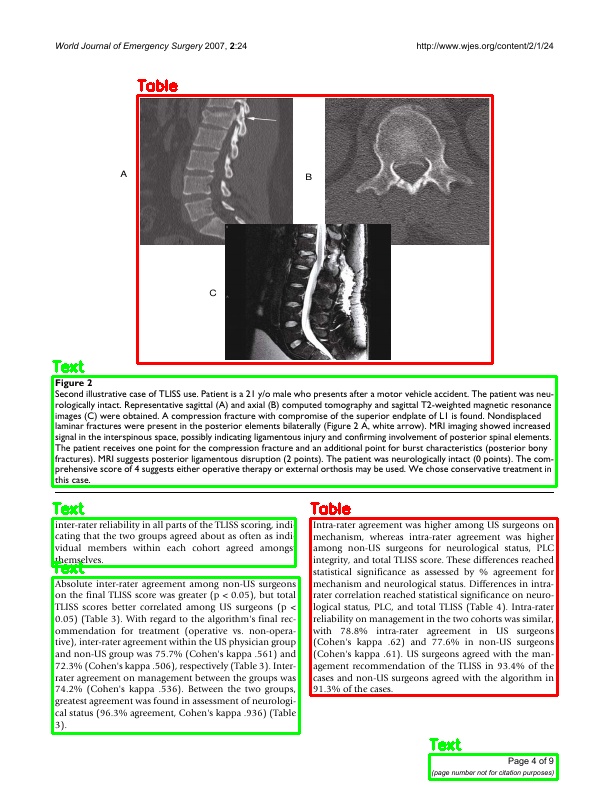 World Journal of Emergency Surgery 2007, 2:24
http://www.wjes.org/content/2/1/24
Table
A
B
C
Text
Figure 2
Second illustrative case of TLISS use. Patient is a 21 y/o male who presents after a motor vehicle accident. The patient was neu-
rologically intact. Representative sagittal (A) and axial (B) computed tomography and sagittal T2-weighted magnetic resonance
images (C) were obtained. A compression fracture with compromise of the superior endplate of L1 is found. Nondisplaced
laminar fractures were present in the posterior elements bilaterally (Figure 2 A, white arrow). MRI imaging showed increased
signal in the interspinous space, possibly indicating ligamentous injury and confirming involvement of posterior spinal elements.
The patient receives one point for the compression fracture and an additional point for burst characteristics (posterior bony
fractures). MRI suggests posterior ligamentous disruption (2 points). The patient was neurologically intact (0 points). The com-
prehensive score of 4 suggests either operative therapy or external orthosis may be used. We chose conservative treatment in
this case.
Text
inter-rater reliability in all parts of the TLISS scoring, indi
cating that the two groups agreed about as often as indi
vidual members within each cohort agreed amongs
themselves.
Text
Absolute inter-rater agreement among non-US surgeons
on the final TLISS score was greater (p < 0.05), but total
TLISS scores better correlated among US surgeons (p <
0.05) (Table 3). With regard to the algorithm's final rec-
ommendation for treatment (operative vs. non-opera-
tive), inter-rater agreement within the US physician group
and non-US group was 75.7% (Cohen's kappa .561) and
72.3% (Cohen's kappa .506, respectively (Table 3). Inter-
rater agreement on management between the groups was
74.2% (Cohen's kappa .536). Between the two groups,
greatest agreement was found in assessment of neurologi-
cal status (96.3% agreement, Cohen's kappa .936) (Table
3).
Table
intra-rater agreement was higher among US surgeons on
mechanism, whereas intra-rater agreement was higher
among non-US surgeons for neurological status, PLC
integrity, and total TLISS score. These differences reached
statistical significance as assessed by % agreement for
mechanism and neurological status. Differences in intra-
rater correlation reached statistical significance on neuro-
logical status, PLC, and total TLISS (Table 4). Intra-rater
reliability on management in the two cohorts was similar,
with 78.8% intra-rater agreement in US surgeons
(Cohen's kappa .62) and 77.6% in non-US surgeons
(Cohen's kappa .61). US surgeons agreed with the man-
agement recommendation of the TLISS in 93.4% of the
cases and non-US surgeons agreed with the algorithm in
91.3% of the cases.
Text
Page 4 of 9
(page number not for citation purposes)